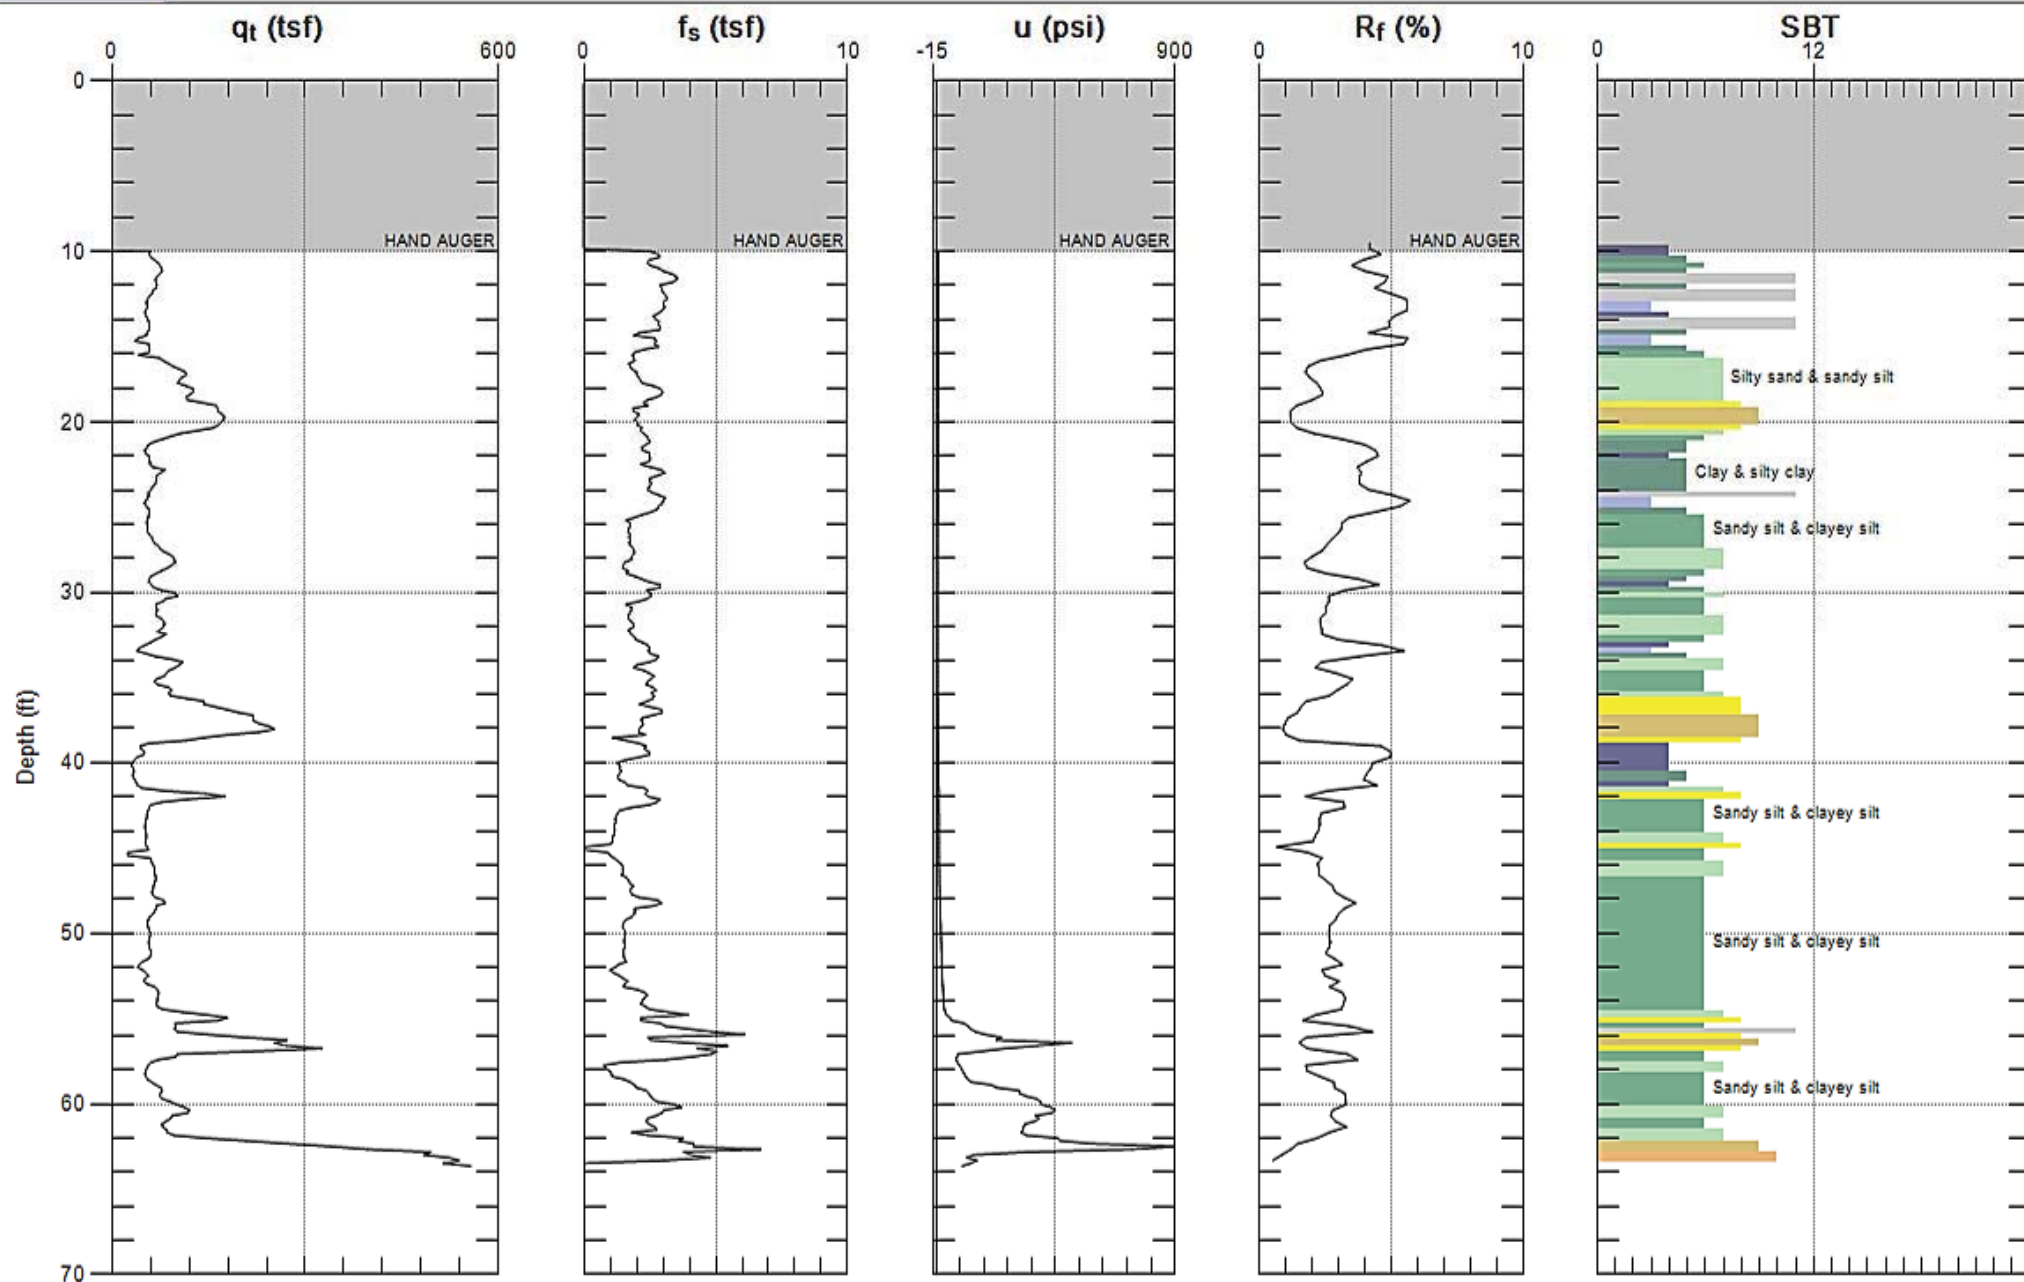 qt (tsf) fs (tsf) u (psi) Rf (%) SBT
0 600 0 10 -15 900 0 10 0 12
0
HAND AUGER HAND AUGER HAND AUGER HAND AUGER
10
Silty sand & sandy silt
20
Clay & silty clay
Sandy silt & clayey silt
30
Depth (ft)
40
Sandy silt & clayey silt
50
Sandy silt & clayey silt
Sandy silt & clayey silt
60
70